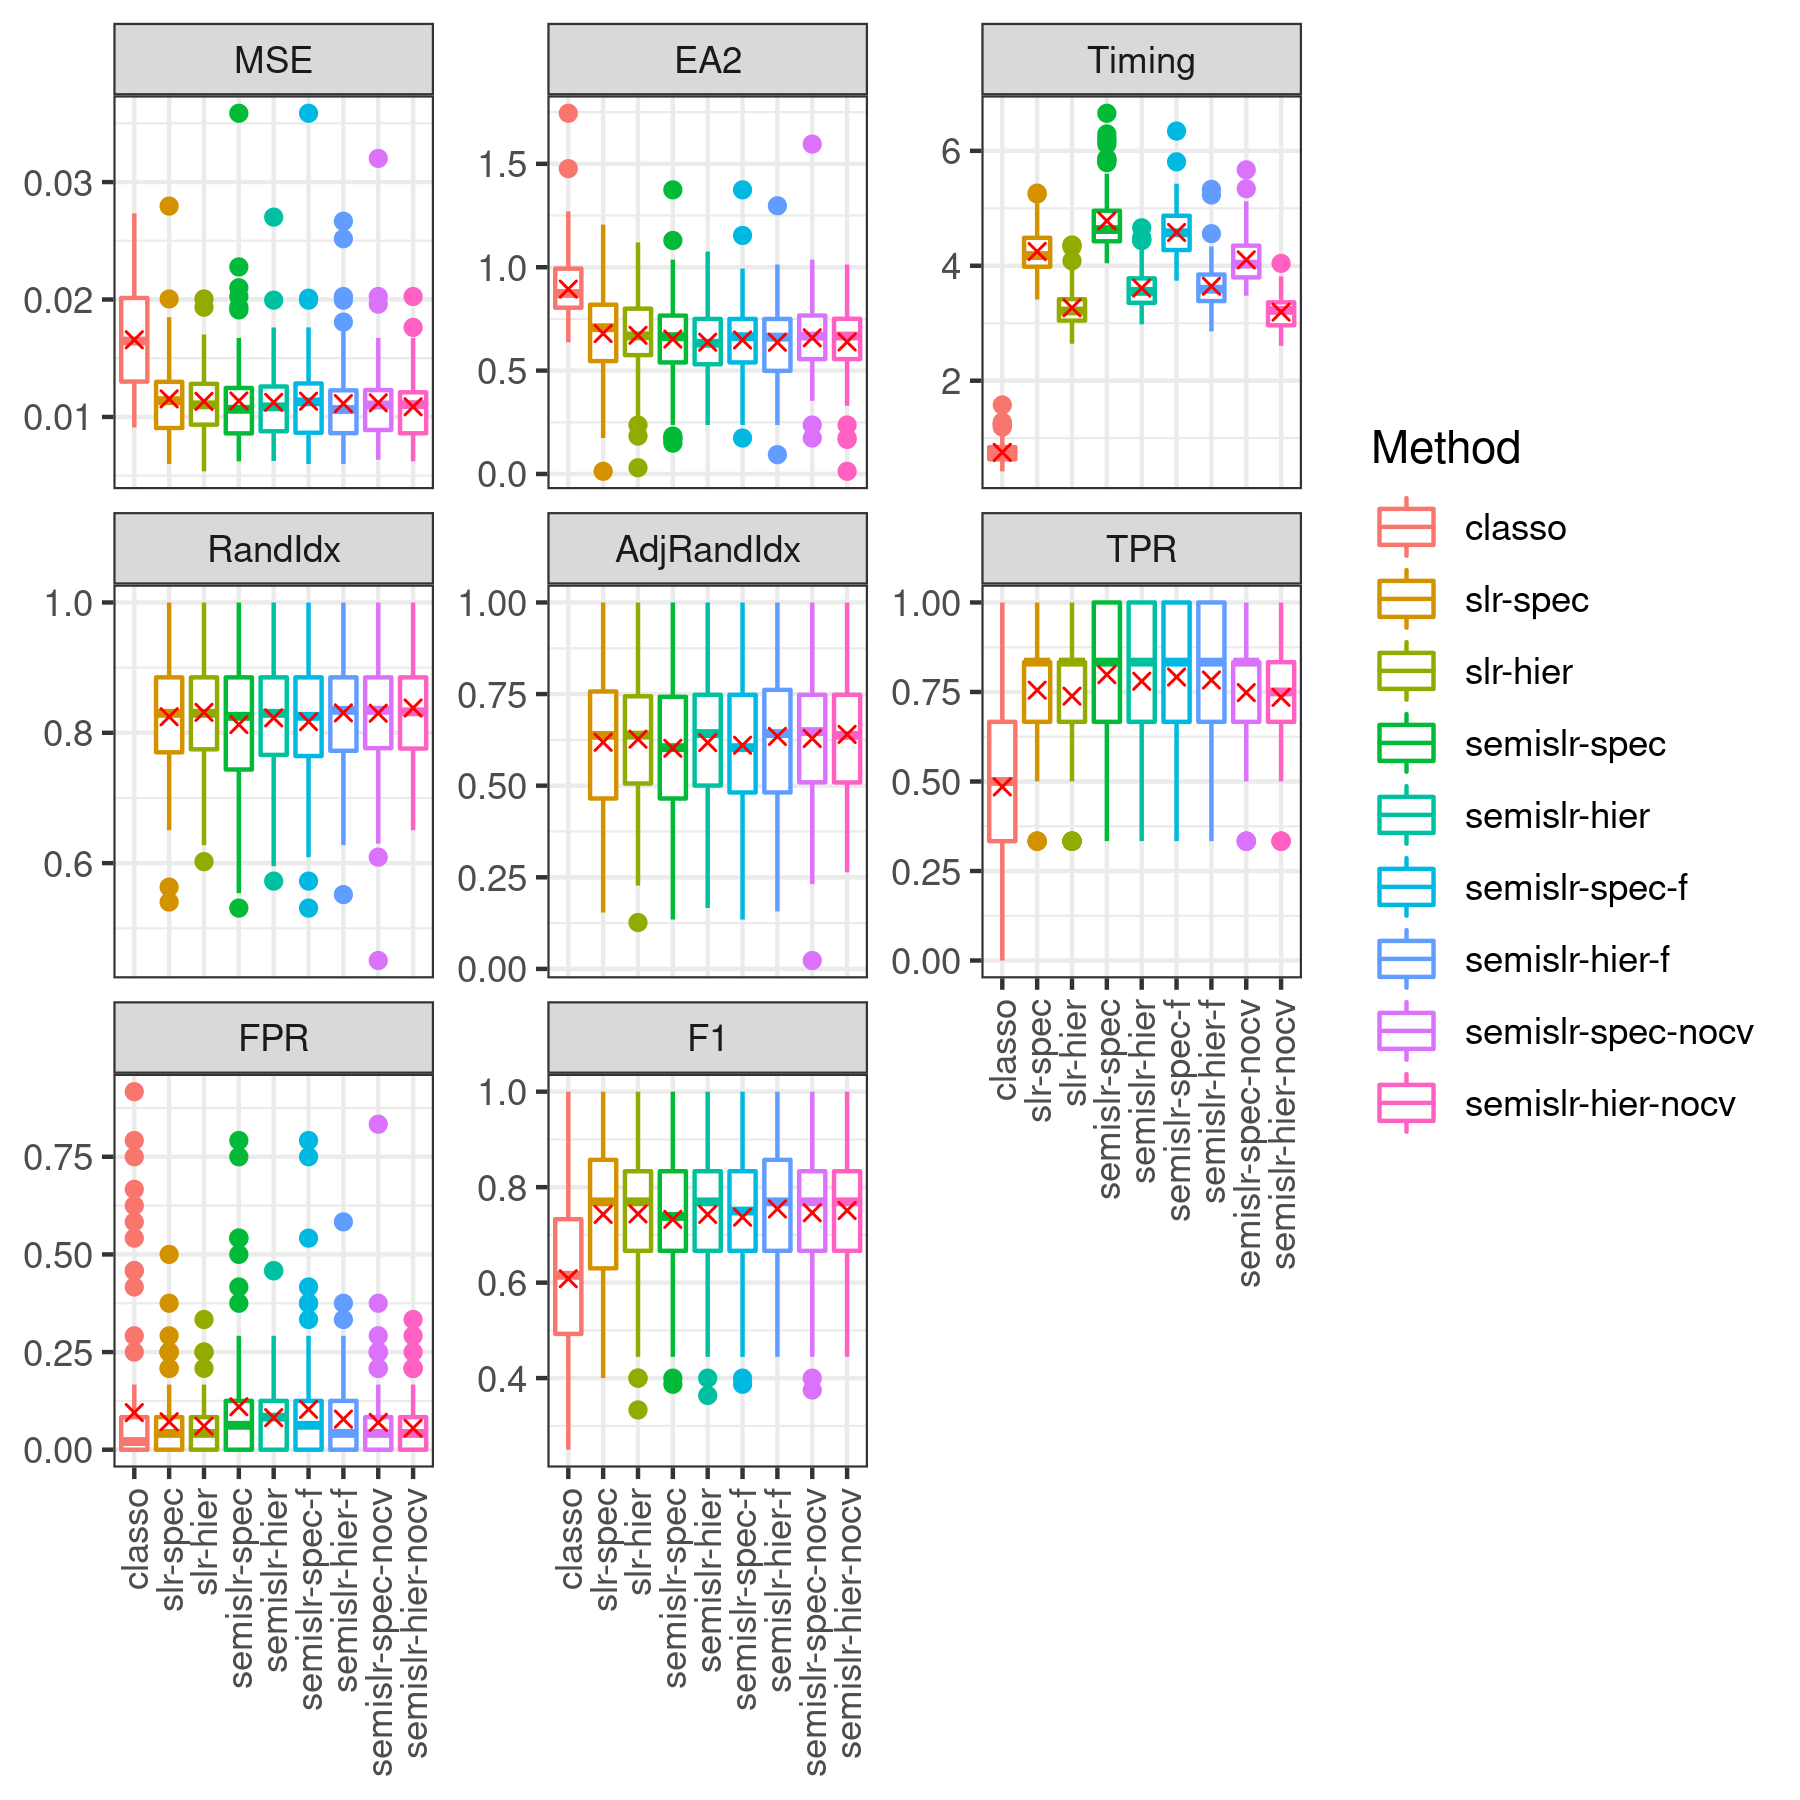 MSE
EA2
Timing
0.03
0.02
0.01
1.5
1.0
0.5
0.0
6
4
2
RandIdx
AdjRandIdx
TPR
1.0
0.8
0.6
1.00
0.75
0.50
0.25
0.00
1.00
0.75
0.50
0.25
0.00
classo
slr-spec
slr-hier
semislr-spec
semislr-hier
semislr-spec-f
semislr-hier-f
semislr-spec-nocv
semislr-hier-nocv
FPR
F1
0.75
0.50
0.25
0.00
1.0
0.8
0.6
0.4
classo
slr-spec
slr-hier
semislr-spec
semislr-hier
semislr-spec-f
semislr-hier-f
semislr-spec-nocv
semislr-hier-nocv
classo
slr-spec
slr-hier
semislr-spec
semislr-hier
semislr-spec-f
semislr-hier-f
semislr-spec-nocv
semislr-hier-nocv
Method
classo
slr-spec
slr-hier
semislr-spec
semislr-hier
semislr-spec-f
semislr-hier-f
semislr-spec-nocv
semislr-hier-nocv